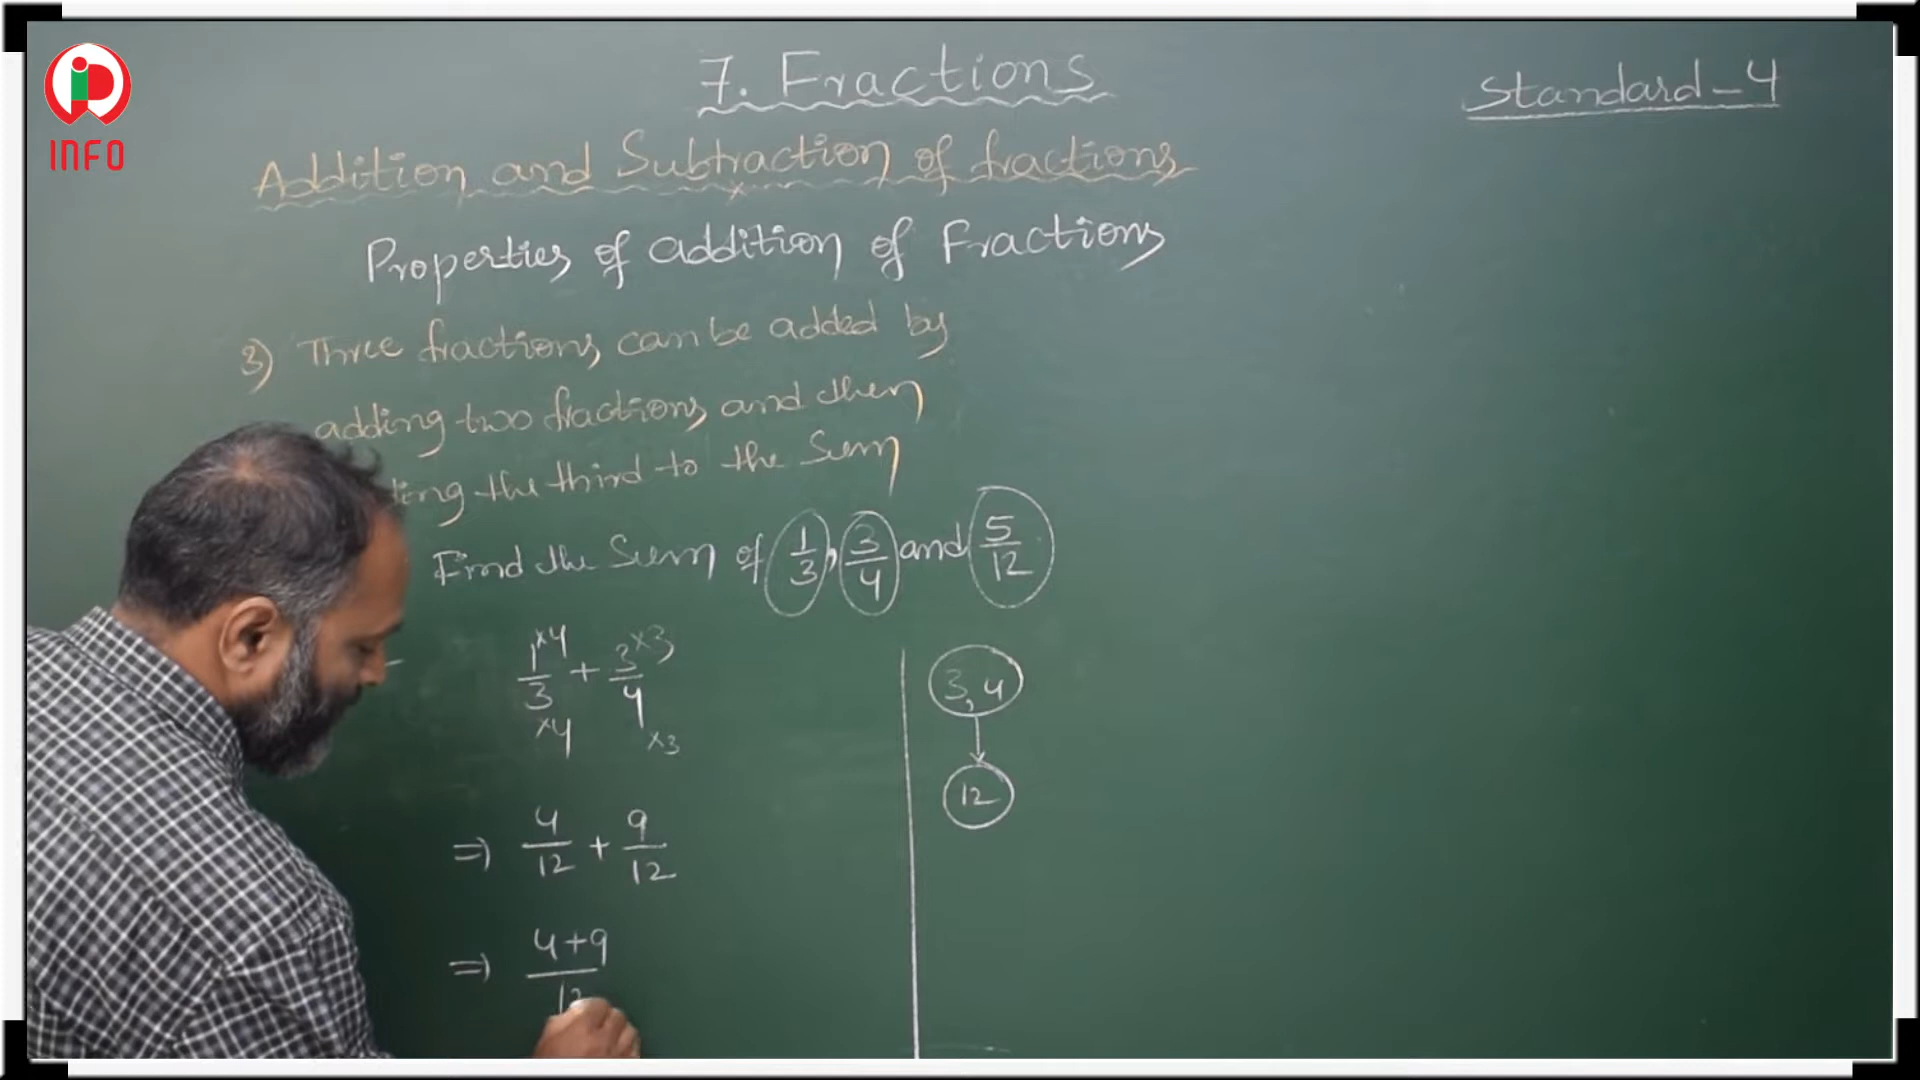 INFO
7. Fractions
Standard-4
Addition and Subtraction of fractions
Properties of addition of Fractions
3) Three fractions can be added by
adding two fractions and then
the third to the Sum
Find the Sum of 1/3, 3/4 and 5/12
1×4/3×4 + 3×3/4×3
3, 4
12
=> 4/12 + 9/12
=> 4+9/12